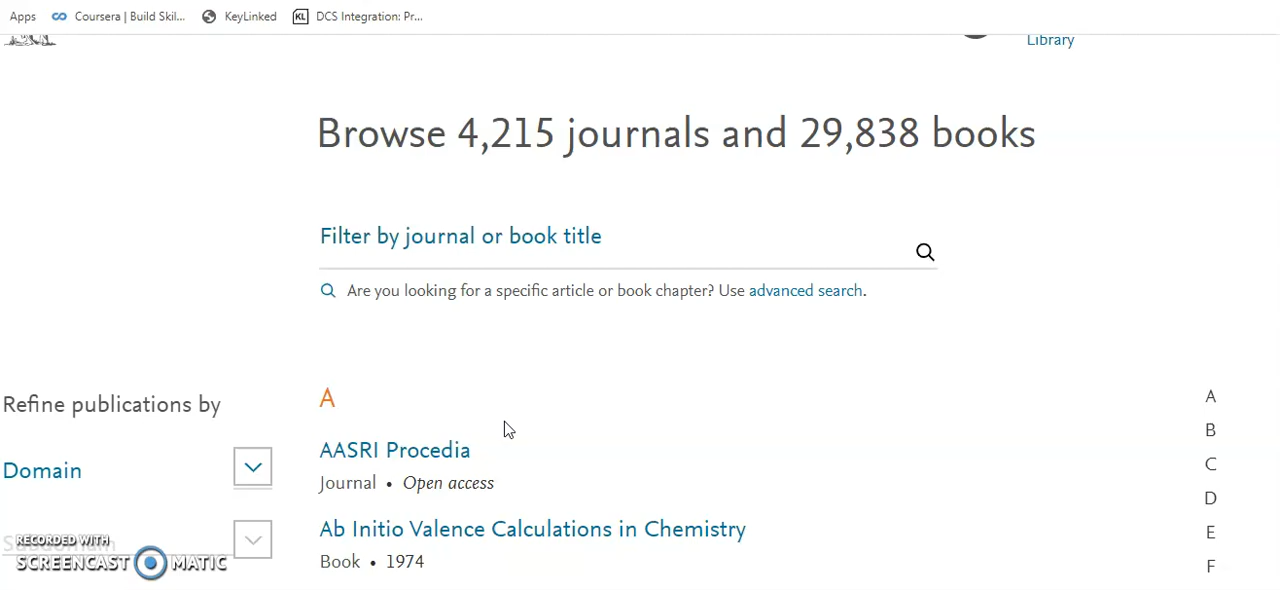 Apps Coursera | Build Skil... KeyLinked KL DCS Integration: Pr...
Library
Browse 4,215 journals and 29,838 books
Filter by journal or book title
Are you looking for a specific article or book chapter? Use advanced search.
Refine publications by
A
A
B
AASRI Procedia
Domain
C
Journal • Open access
D
Ab Initio Valence Calculations in Chemistry
E
RECORDED WITH
SCREENCAST MATIC
Book • 1974
F